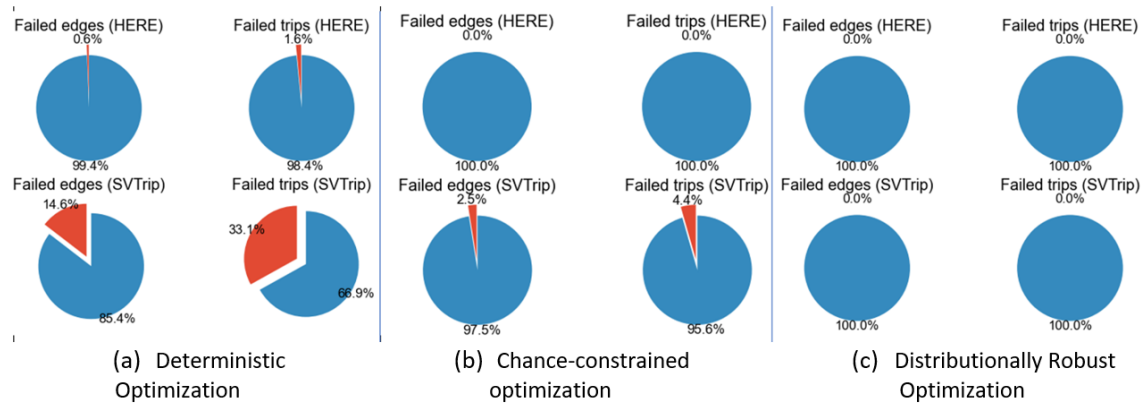 Failed edges (HERE)
0.6%
99.4%
Failed trips (HERE)
1.6%
98.4%
Failed edges (SVTrip)
14.6%
85.4%
Failed trips (SVTrip)
33.1%
66.9%
(a) Deterministic
Optimization
Failed edges (HERE)
0.0%
100.0%
Failed trips (HERE)
0.0%
100.0%
Failed edges (SVTrip)
2.5%
97.5%
Failed trips (SVTrip)
4.4%
95.6%
(b) Chance-constrained
optimization
Failed edges (HERE)
0.0%
100.0%
Failed trips (HERE)
0.0%
100.0%
Failed edges (SVTrip)
0.0%
100.0%
Failed trips (SVTrip)
0.0%
100.0%
(c) Distributionally Robust
Optimization